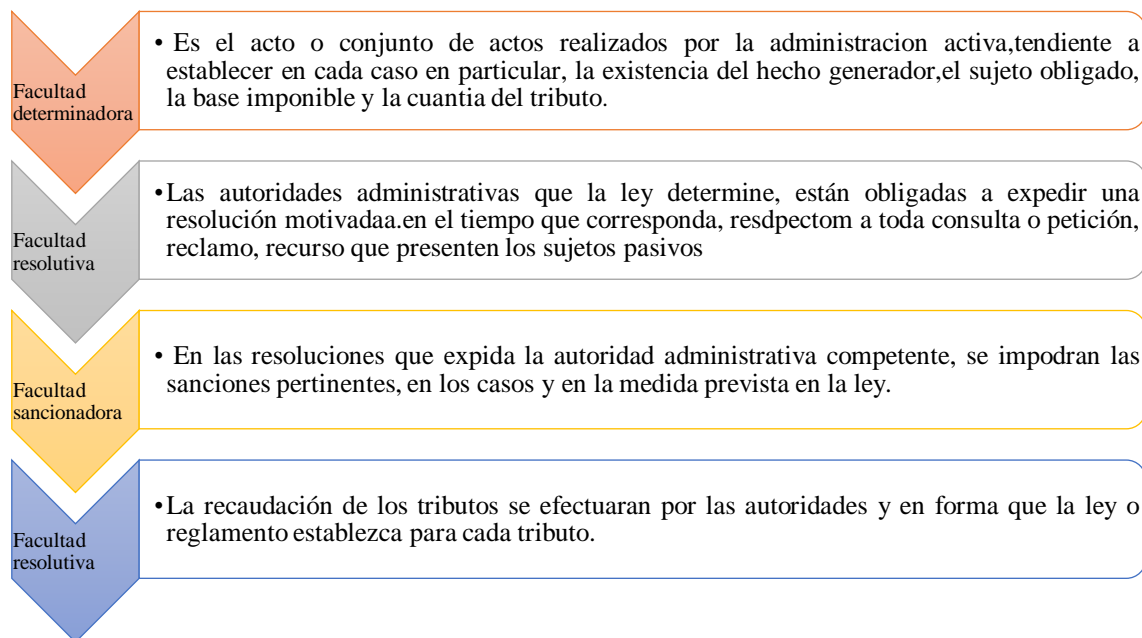 Facultad
determinadora
• Es el acto o conjunto de actos realizados por la administracion activa,tendiente a
establecer en cada caso en particular, la existencia del hecho generador,el sujeto obligado,
la base imponible y la cuantia del tributo.
Facultad
resolutiva
•Las autoridades administrativas que la ley determine, están obligadas a expedir una
resolución motivadaa.en el tiempo que corresponda, resdpectom a toda consulta o petición,
reclamo, recurso que presenten los sujetos pasivos
Facultad
sancionadora
• En las resoluciones que expida la autoridad administrativa competente, se impodran las
sanciones pertinentes, en los casos y en la medida prevista en la ley.
Facultad
resolutiva
•La recaudación de los tributos se efectuaran por las autoridades y en forma que la ley o
reglamento establezca para cada tributo.